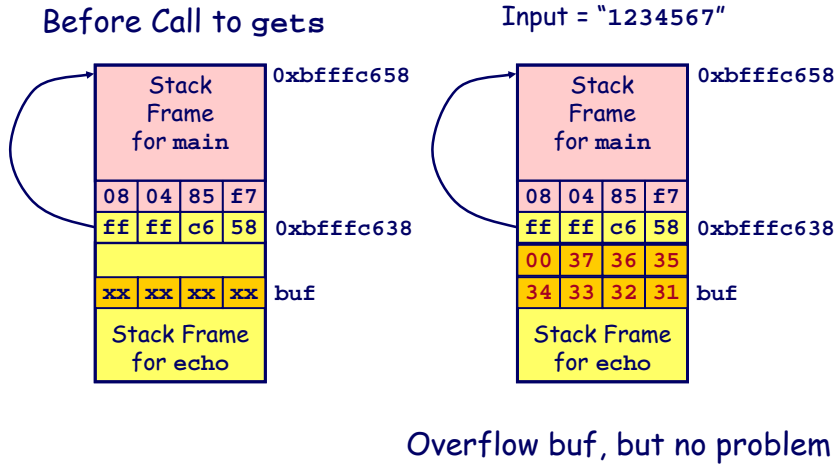 Before Call to gets
Input = “1234567”
Stack
Frame
for main
0xbfffc658
08 04 85 f7
ff ff c6 58
0xbfffc638
xx xx xx xx
buf
Stack Frame
for echo
Stack
Frame
for main
0xbfffc658
08 04 85 f7
ff ff c6 58
0xbfffc638
00 37 36 35
34 33 32 31
buf
Stack Frame
for echo
Overflow buf, but no problem